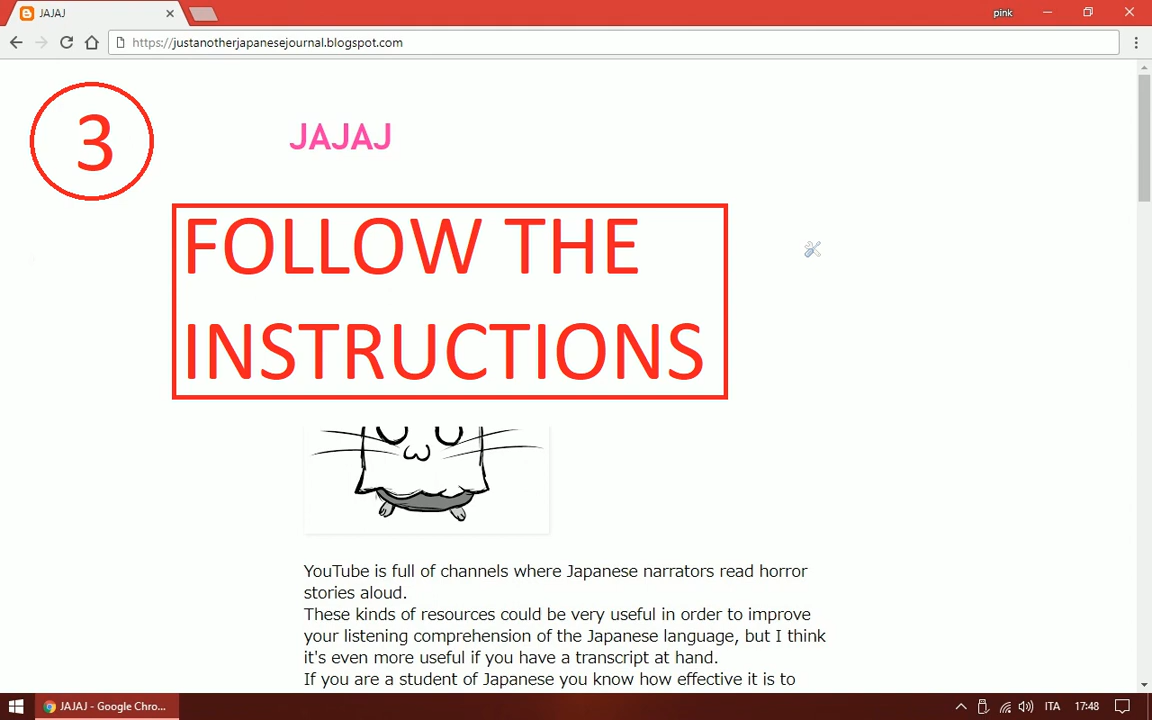 JAJAJ
pink
https://justanotherjapanesejournal.blogspot.com
3
JAJAJ
FOLLOW THE
INSTRUCTIONS
YouTube is full of channels where Japanese narrators read horror
stories aloud.
These kinds of resources could be very useful in order to improve
your listening comprehension of the Japanese language, but I think
it's even more useful if you have a transcript at hand.
If you are a student of Japanese you know how effective it is to
JAJAJ - Google Chro...
ITA
17:48